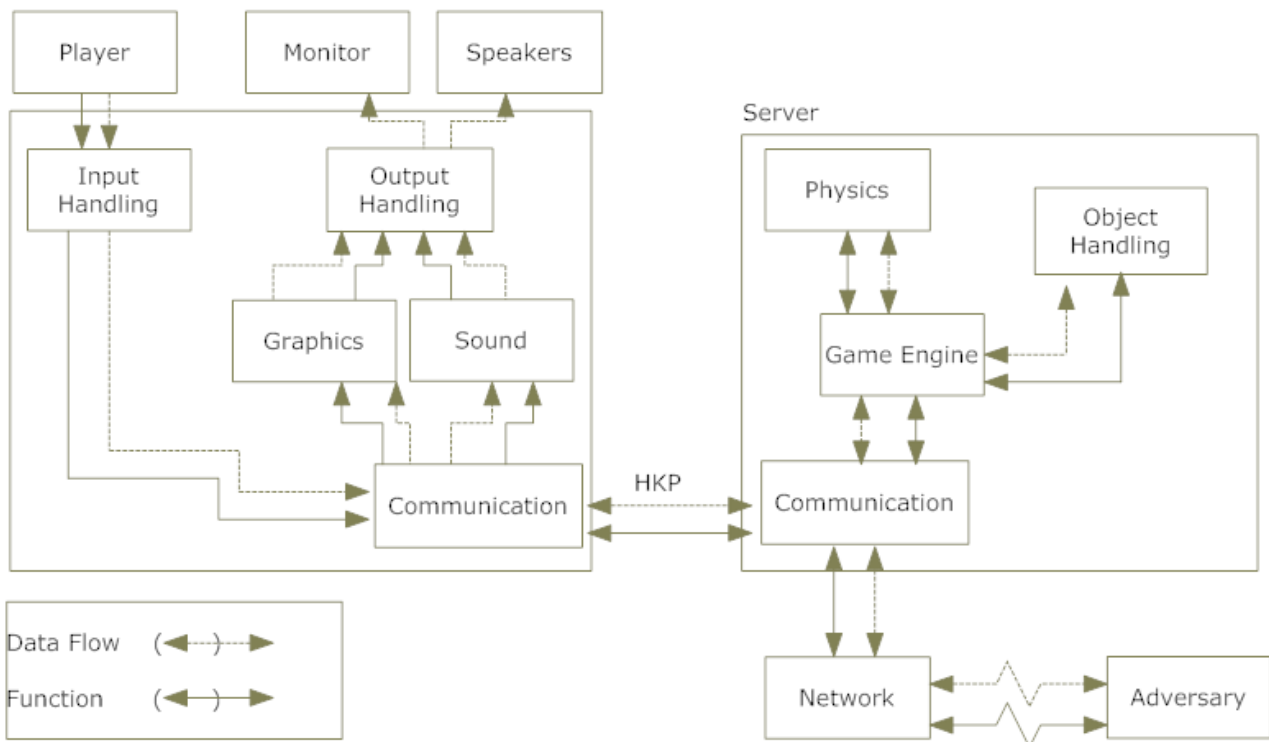 Player
Monitor
Speakers
Server
Input
Handling
Output
Handling
Physics
Object
Handling
Graphics
Sound
Game Engine
Communication
HKP
Communication
Data Flow ( ) 
Function ( )
Network
Adversary